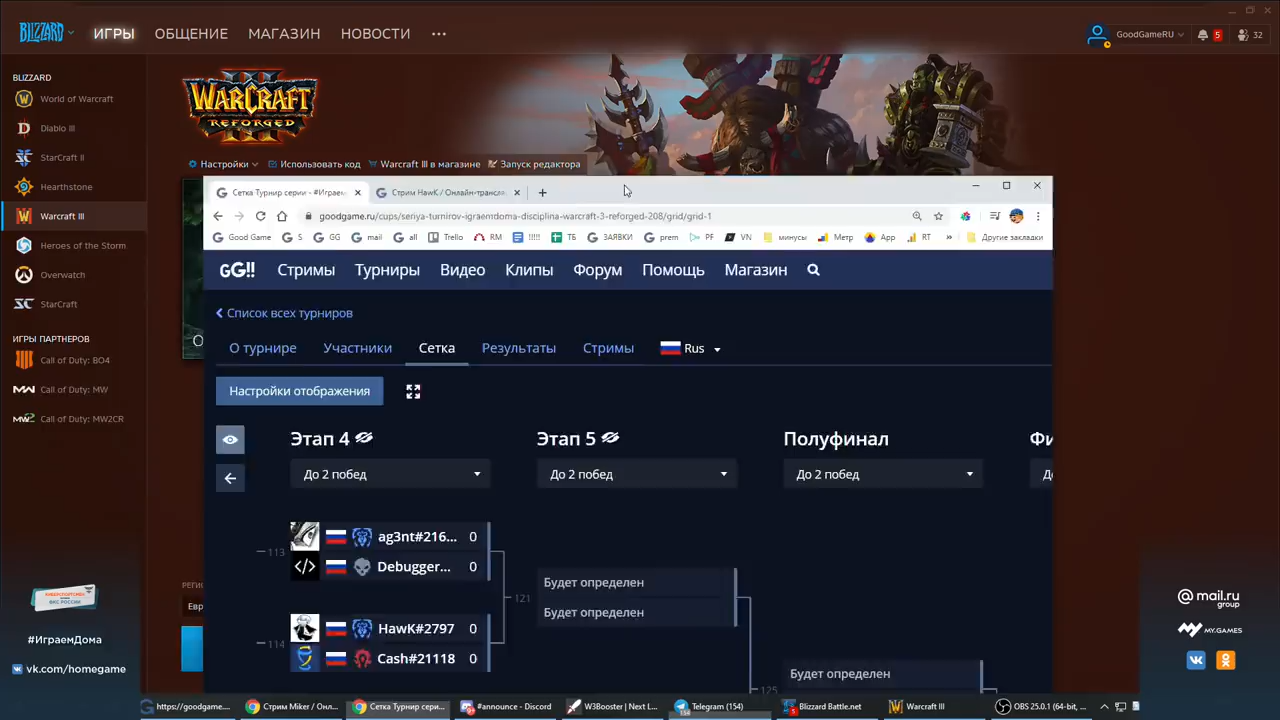 BLIZZARD
ИГРЫ
ОБЩЕНИЕ
МАГАЗИН
НОВОСТИ
GoodGameRU
5
32
BLIZZARD
World of Warcraft
Diablo III
StarCraft II
Hearthstone
Warcraft III
Heroes of the Storm
Overwatch
StarCraft
ИГРЫ ПАРТНЕРОВ
Call of Duty: BO4
Call of Duty: MW
Call of Duty: MW2CR
#ИграемДома
vk.com/homegame
WARCRAFT
REFORGED
Настройки
Использовать код
Warcraft III в магазине
Запуск редактора
Сетка Турнир серии - #Играем
Стрим HawK / Онлайн-трансля
goodgame.ru/cups/seriya-turnirov-igraemdoma-disciplina-warcraft-3-reforged-208/grid/grid-1
Good Game
S
GG
mail
all
Trello
RM
!!!!!
ТБ
ЗАЯВКИ
prem
PF
VN
минусы
Метр
App
RT
»
Другие закладки
GG!!
Стримы
Турниры
Видео
Клипы
Форум
Помощь
Магазин
Список всех турниров
О турнире
Участники
Сетка
Результаты
Стримы
Rus
Настройки отображения
Этап 4
Этап 5
Полуфинал
До 2 побед
До 2 побед
До 2 побед
113
ag3nt#216... 0
Debugger... 0
114
HawK#2797 0
Cash#21118 0
121
Будет определен
Будет определен
125
Будет определен
@mail.ru
group
MY.GAMES
https://goodgame.
Стрим Miker / Онл...
Сетка Турнир сери...
#announce - Discord
W3Booster | Next L...
Telegram (154)
Blizzard Battle.net
Warcraft III
OBS 25.0.1 (64-bit, ...